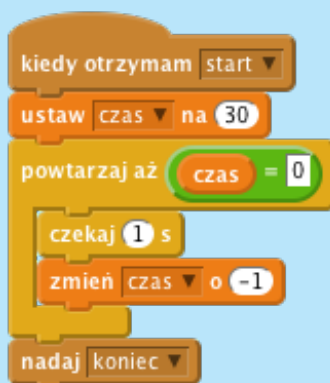 kiedy otrzymam start
ustaw czas na 30
powtarzaj aż czas = 0
czekaj 1 s
zmień czas o -1
nadaj koniec